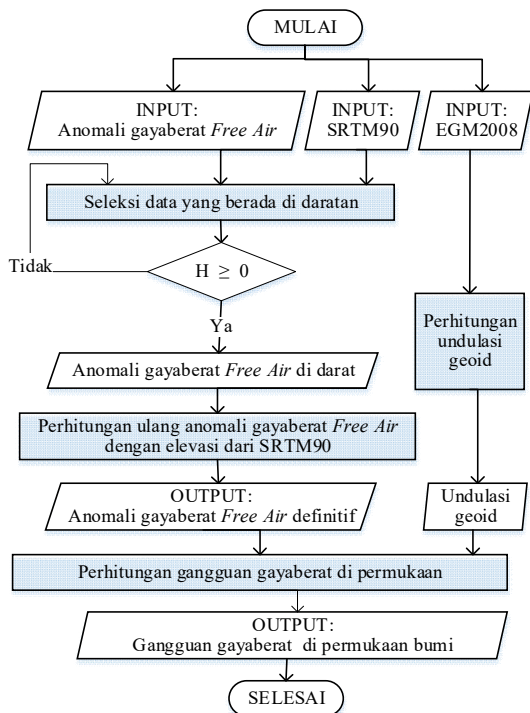 MULAI
INPUT:
Anomali gayaberat Free Air
INPUT:
SRTM90
INPUT:
EGM2008
Seleksi data yang berada di daratan
Tidak
H ≥ 0
Ya
Perhitungan
undulasi
geoid
Anomali gayaberat Free Air di darat
Perhitungan ulang anomali gayaberat Free Air
dengan elevasi dari SRTM90
OUTPUT:
Anomali gayaberat Free Air definitif
Undulasi
geoid
Perhitungan gangguan gayaberat di permukaan
OUTPUT:
Gangguan gayaberat di permukaan bumi
SELESAI